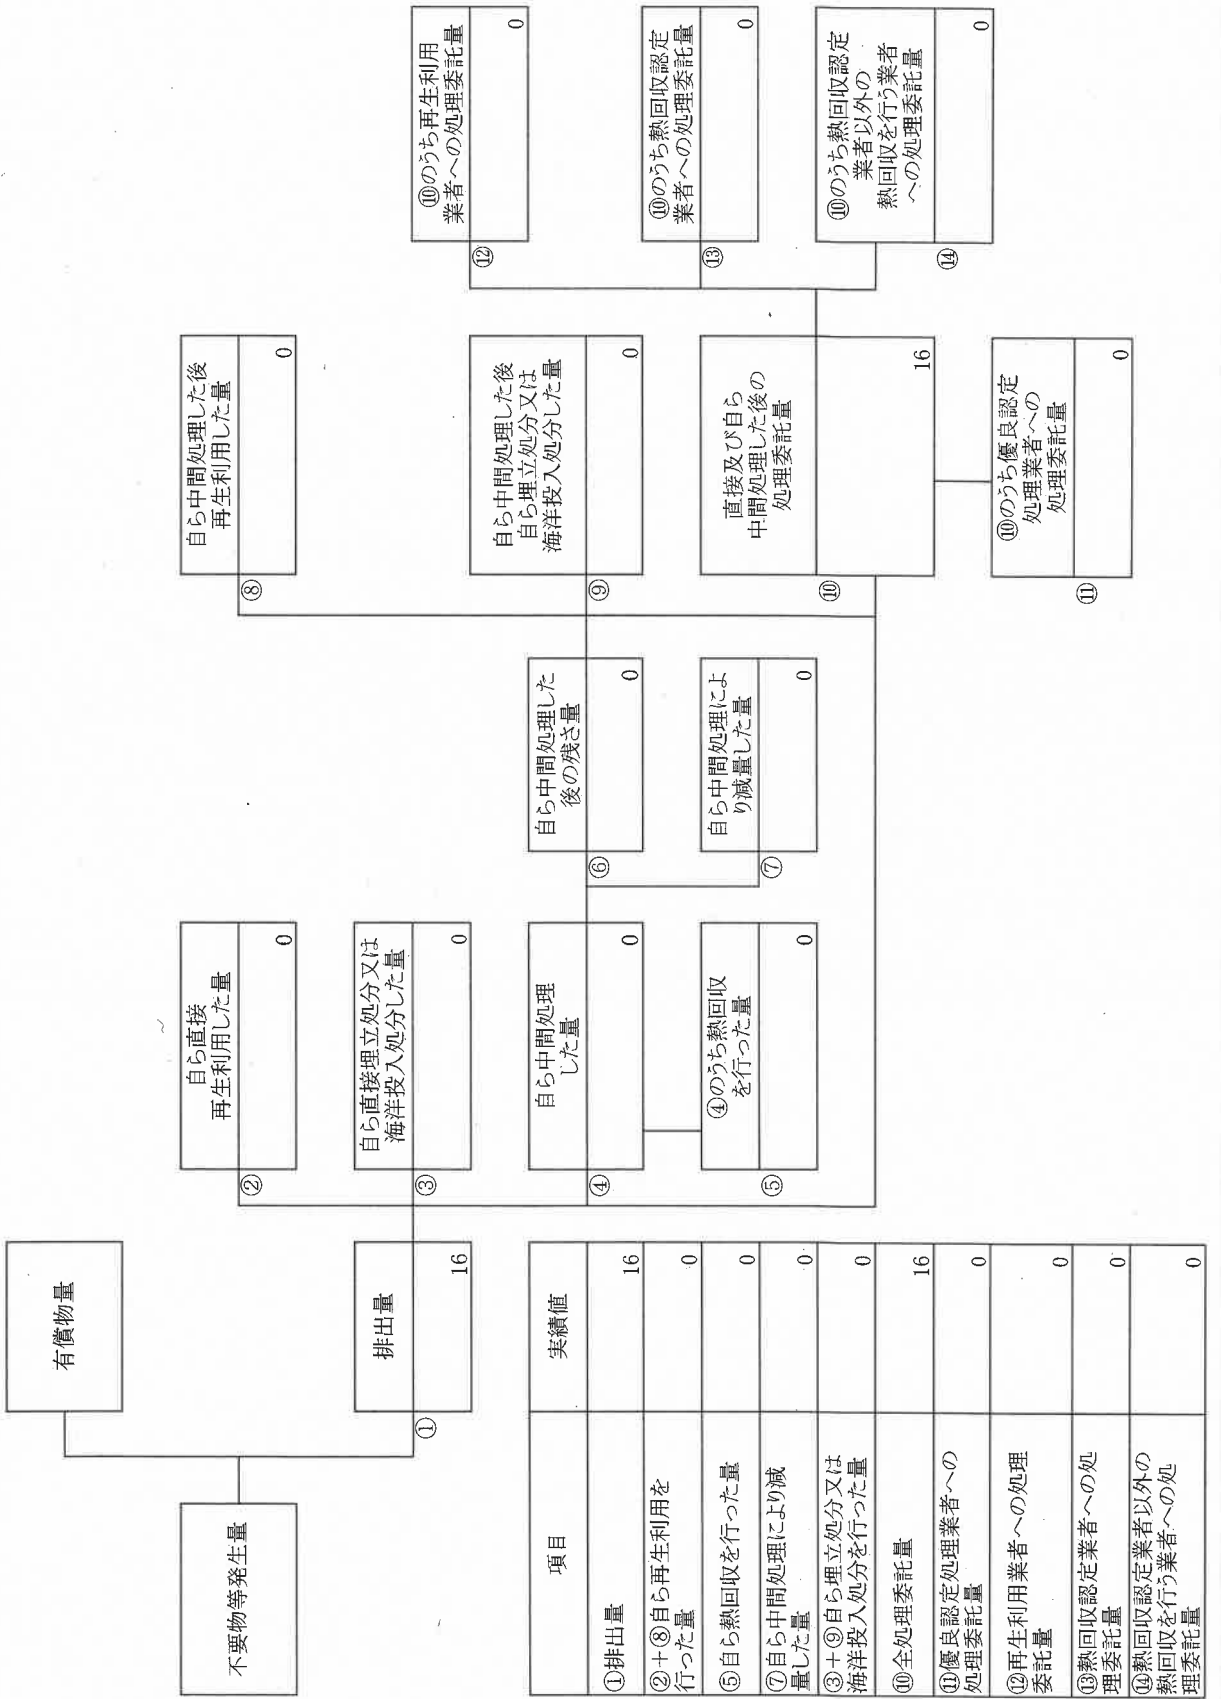 不要物等発生量
有償物量
①
排出量
16
②
自ら直接
再生利用した量
0
③
自ら直接埋立処分又は
海洋投入処分した量
0
④
自ら中間処理
した量
0
⑤
④のうち熱回収
を行った量
0
⑥
自ら中間処理した
後の残さ量
0
⑦
自ら中間処理によ
り減量した量
0
⑧
自ら中間処理した後
再生利用した量
0
⑨
自ら中間処理した後
自ら埋立処分又は
海洋投入処分した量
0
⑩
直接及び自ら
中間処理した後の
処理委託量
16
⑪
⑩のうち優良認定
処理業者への
処理委託量
0
⑫
⑩のうち再生利用
業者への処理委託量
0
⑬
⑩のうち熱回収認定
業者への処理委託量
0
⑭
⑩のうち熱回収認定
業者以外の
熱回収を行う業者
への処理委託量
0
項目 実績値
①排出量 16
②+⑧自ら再生利用を
行った量 0
⑤自ら熱回収を行った量 0
⑦自ら中間処理により減
量した量 0
③+⑨自ら埋立処分又は
海洋投入処分を行った量 0
⑩全処理委託量 16
⑪優良認定処理業者への
処理委託量 0
⑫再生利用業者への処理
委託量 0
⑬熱回収認定業者への処
理委託量 0
⑭熱回収認定業者以外の
熱回収を行う業者への処
理委託量 0